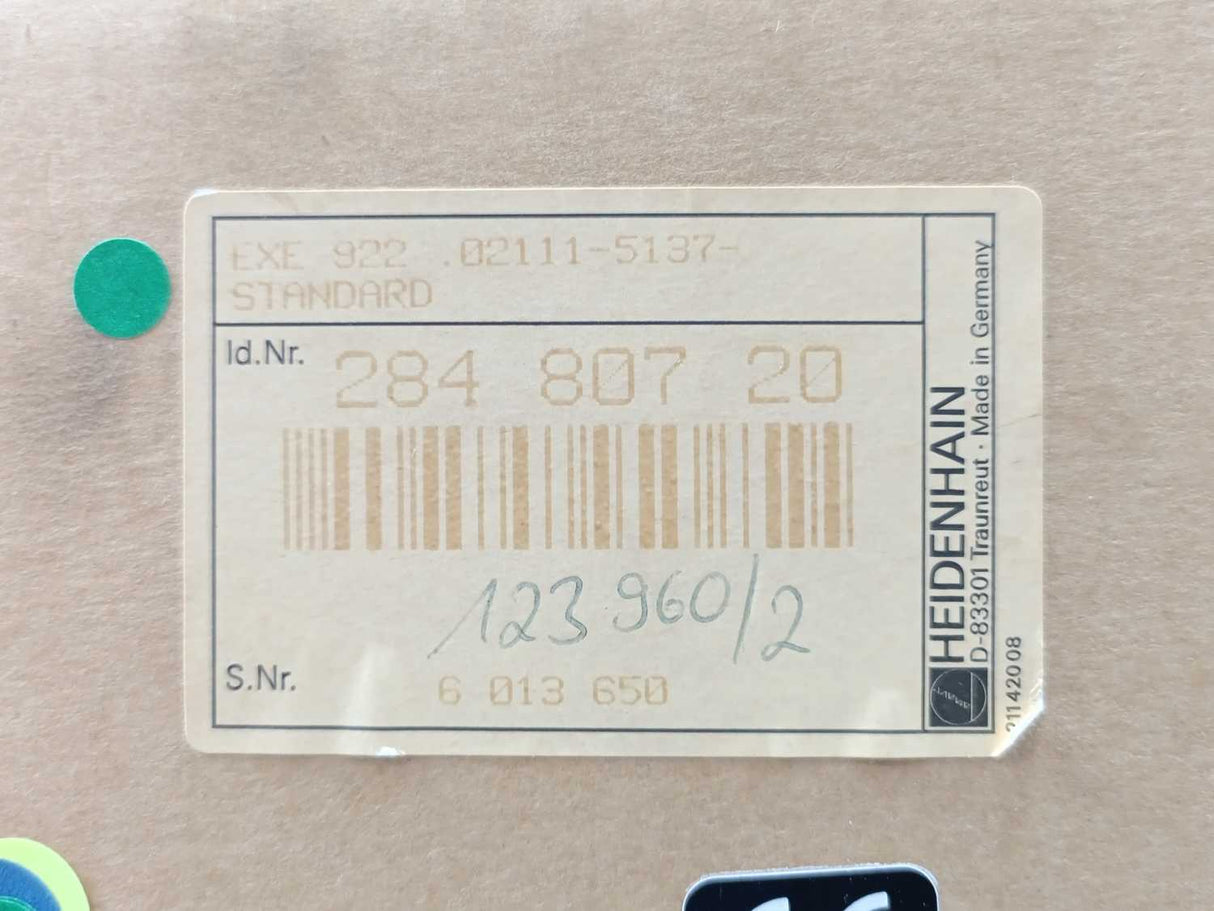 EXE 922 .02111-5137-
STANDARD
Id.Nr. 284 807 20
123 960/2
S.Nr. 6 013 650
HEIDENHAIN
D-83301 Traunreut · Made in Germany
21142008